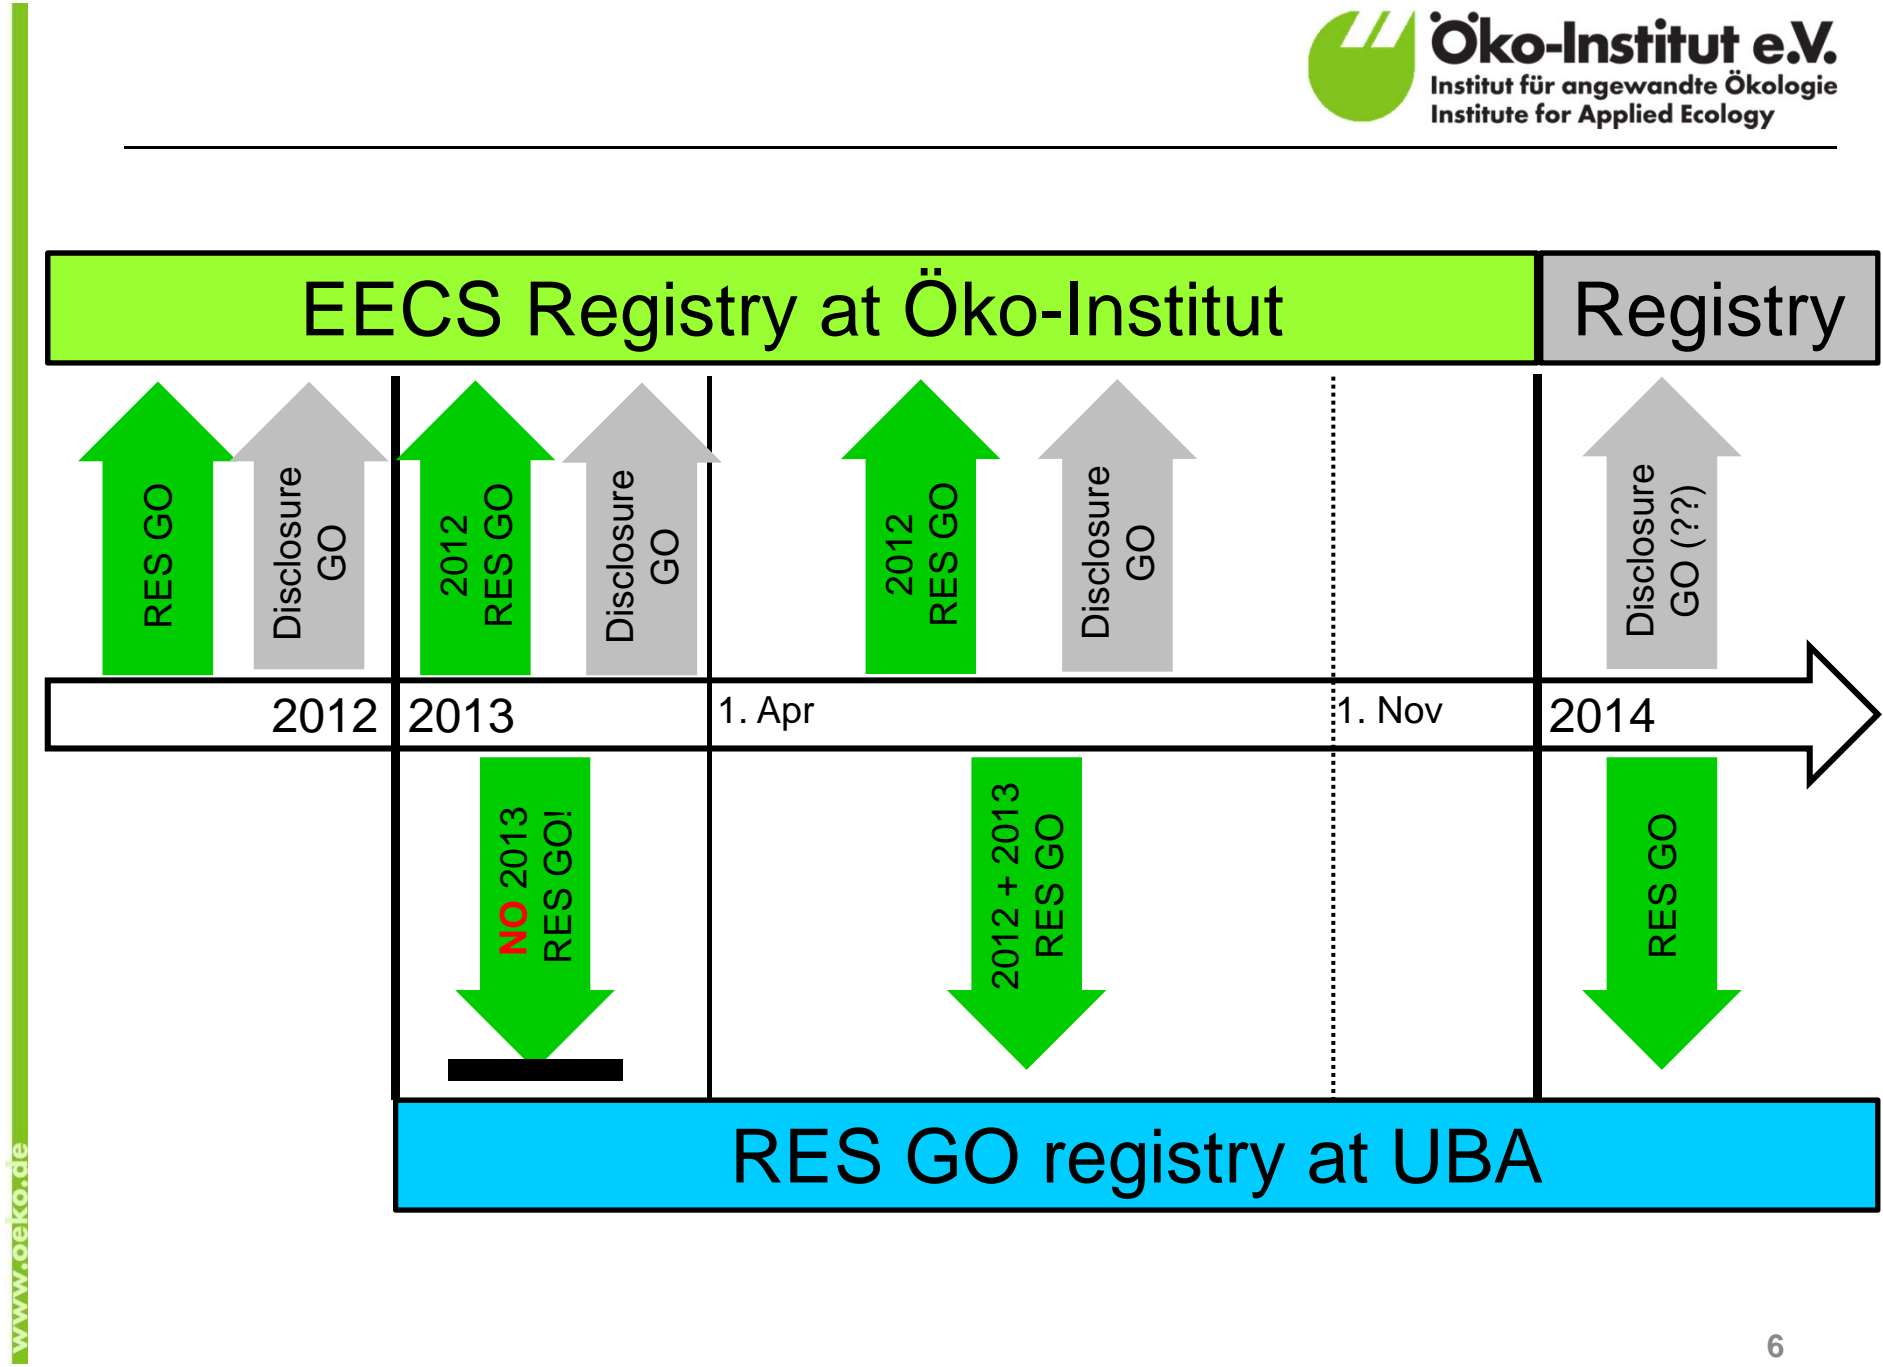 Öko-Institut e.V.
Institut für angewandte Ökologie
Institute for Applied Ecology
EECS Registry at Öko-Institut
Registry
RES GO
Disclosure
GO
2012
RES GO
Disclosure
GO
2012
RES GO
Disclosure
GO
Disclosure
GO (??)
2012
2013
1. Apr
1. Nov
2014
NO 2013
RES GO!
2012 + 2013
RES GO
RES GO
RES GO registry at UBA
www.oeko.de
6